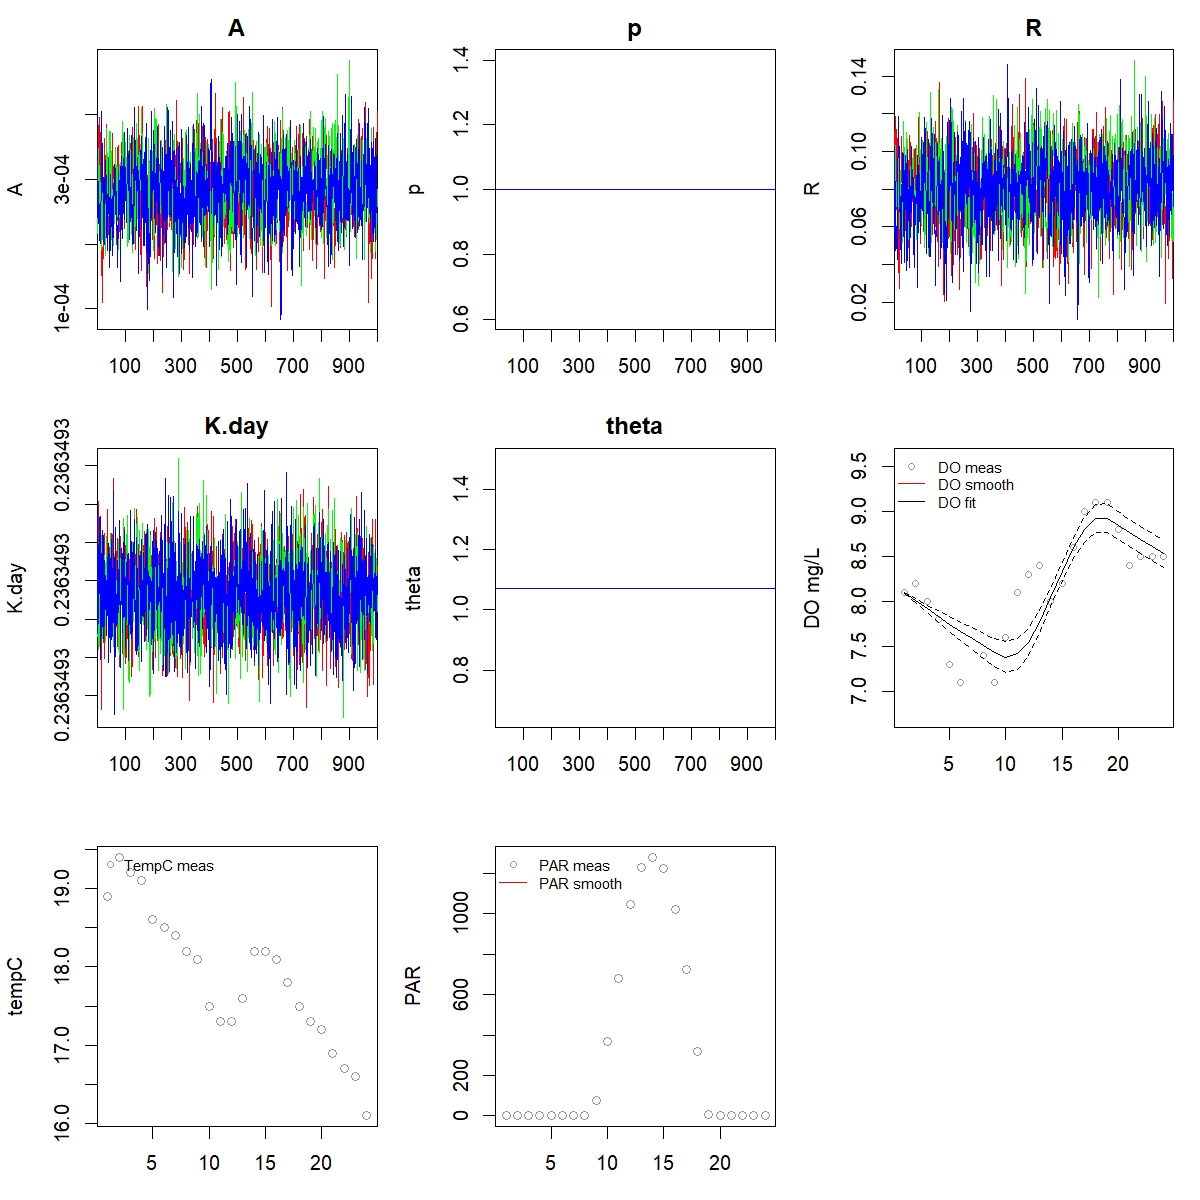 A
A
3e-04
1e-04
100 300 500 700 900
p
p
1.4
1.2
1.0
0.8
0.6
100 300 500 700 900
R
R
0.14
0.10
0.06
0.02
100 300 500 700 900
K.day
K.day
0.2363493
0.2363493
0.2363493
100 300 500 700 900
theta
theta
1.4
1.2
1.0
0.8
100 300 500 700 900
DO mg/L
9.5
9.0
8.5
8.0
7.5
7.0
DO meas
DO smooth
DO fit
5 10 15 20
tempC
19.0
18.0
17.0
16.0
TempC meas
5 10 15 20
PAR
1000
600
200
0
PAR meas
PAR smooth
5 10 15 20